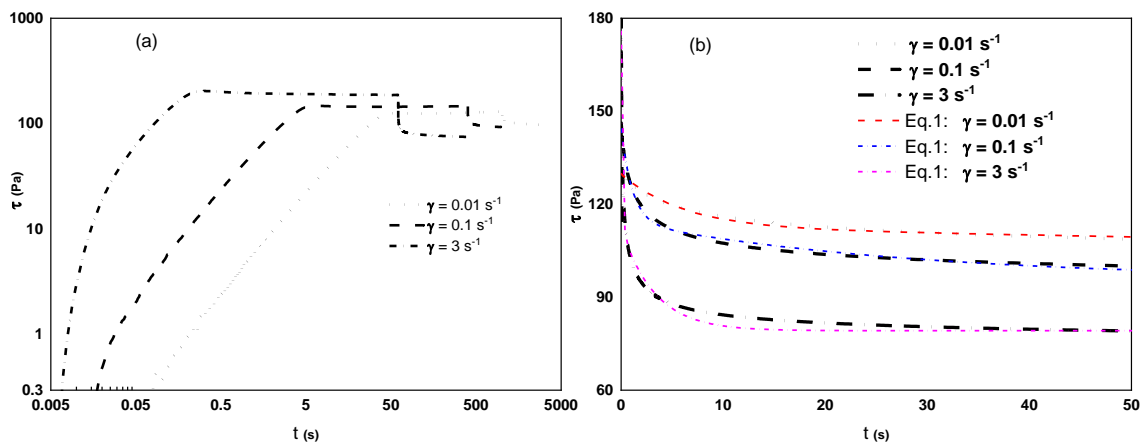 1000
100
10
1
0.3
τ (Pa)
(a)
γ = 0.01 s-1
γ = 0.1 s-1
γ = 3 s-1
0.005
0.05
0.5
5
50
500
5000
t (s)
180
150
120
90
60
τ (Pa)
(b)
γ = 0.01 s-1
γ = 0.1 s-1
γ = 3 s-1
Eq.1: γ = 0.01 s-1
Eq.1: γ = 0.1 s-1
Eq.1: γ = 3 s-1
0
10
20
30
40
50
t (s)